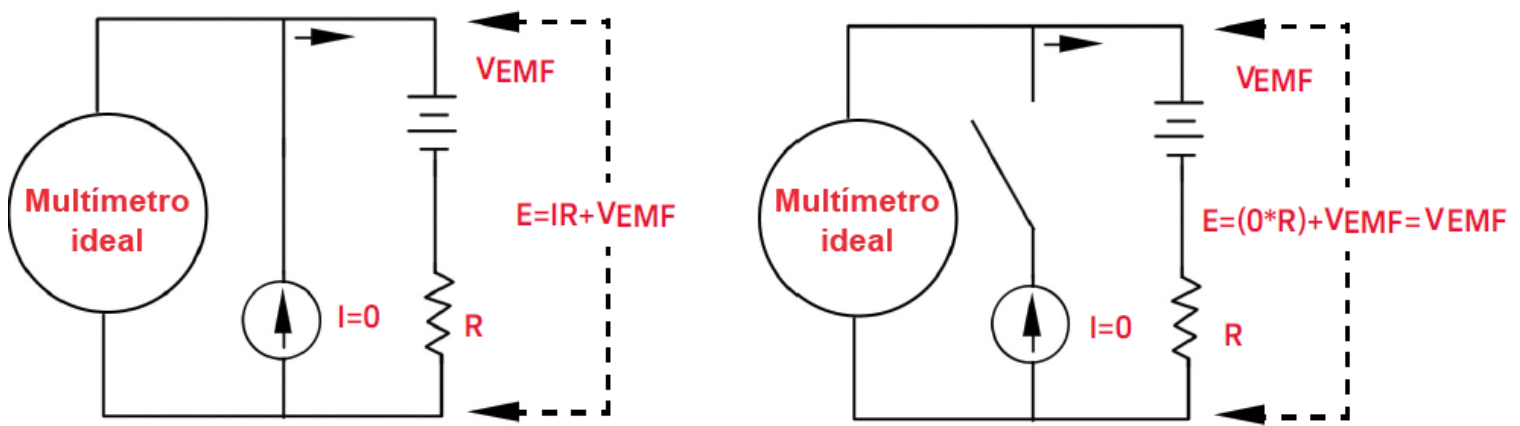 VEMF
Multímetro
ideal
E=IR+VEMF
I=0
R
VEMF
Multímetro
ideal
E=(0*R)+VEMF=VEMF
I=0
R